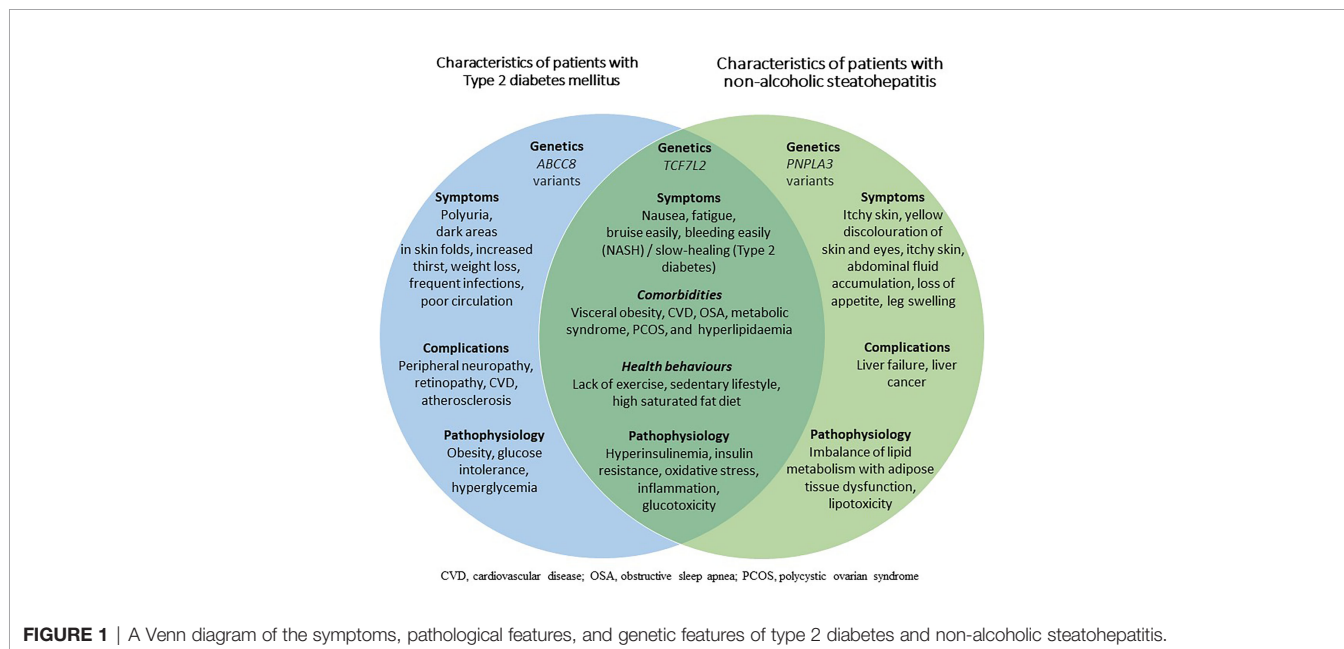 Characteristics of patients with
Type 2 diabetes mellitus
Characteristics of patients with
non-alcoholic steatohepatitis
Genetics
ABCC8
variants
Symptoms
Polyuria,
dark areas
in skin folds, increased
thirst, weight loss,
frequent infections,
poor circulation
Complications
Peripheral neuropathy,
retinopathy, CVD,
atherosclerosis
Pathophysiology
Obesity, glucose
intolerance,
hyperglycemia
Genetics
TCF7L2
Symptoms
Nausea, fatigue,
bruise easily, bleeding easily
(NASH) / slow-healing (Type 2
diabetes)
Comorbidities
Visceral obesity, CVD, OSA, metabolic
syndrome, PCOS, and hyperlipidaemia
Health behaviours
Lack of exercise, sedentary lifestyle,
high saturated fat diet
Pathophysiology
Hyperinsulinemia, insulin
resistance, oxidative stress,
inflammation,
glucotoxicity
Genetics
PNPLA3
variants
Symptoms
Itchy skin, yellow
discolouration of
skin and eyes, itchy skin,
abdominal fluid
accumulation, loss of
appetite, leg swelling
Complications
Liver failure, liver
cancer
Pathophysiology
Imbalance of lipid
metabolism with adipose
tissue dysfunction,
lipotoxicity
CVD, cardiovascular disease; OSA, obstructive sleep apnea; PCOS, polycystic ovarian syndrome
FIGURE 1 | A Venn diagram of the symptoms, pathological features, and genetic features of type 2 diabetes and non-alcoholic steatohepatitis.